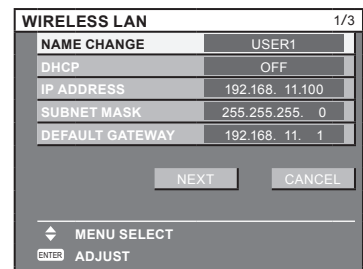 WIRELESS LAN 1/3
NAME CHANGE USER1
DHCP OFF
IP ADDRESS 192.168. 11.100
SUBNET MASK 255.255.255. 0
DEFAULT GATEWAY 192.168. 11. 1
NEXT CANCEL
MENU SELECT
ENTER ADJUST